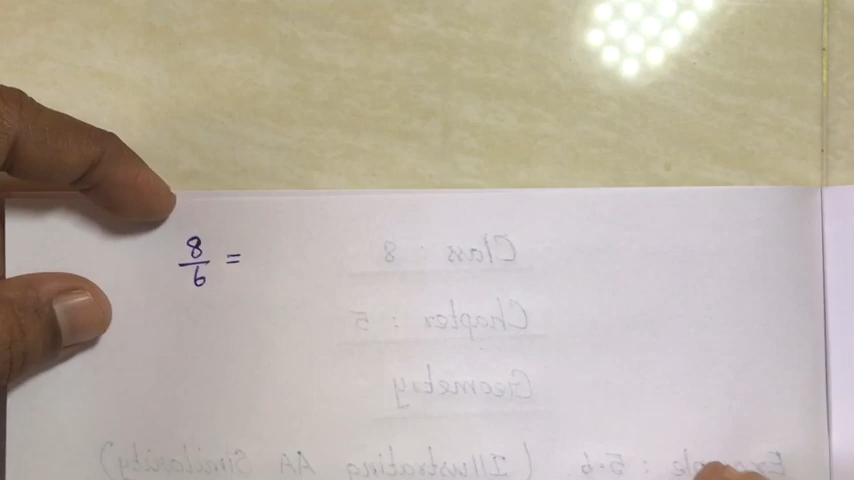 8/6 =
Class : 8
Chapter : 5
Geometry
Example : 5.6 (Illustrating AA Similarity)